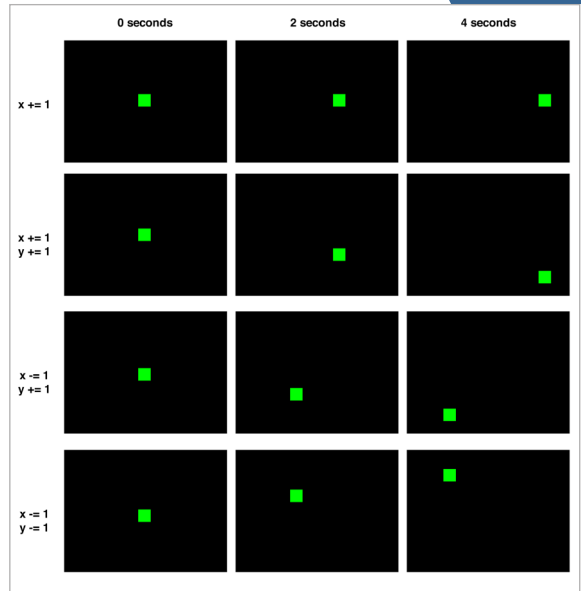 0 seconds 2 seconds 4 seconds
x += 1
x += 1
y += 1
x -= 1
y += 1
x -= 1
y -= 1